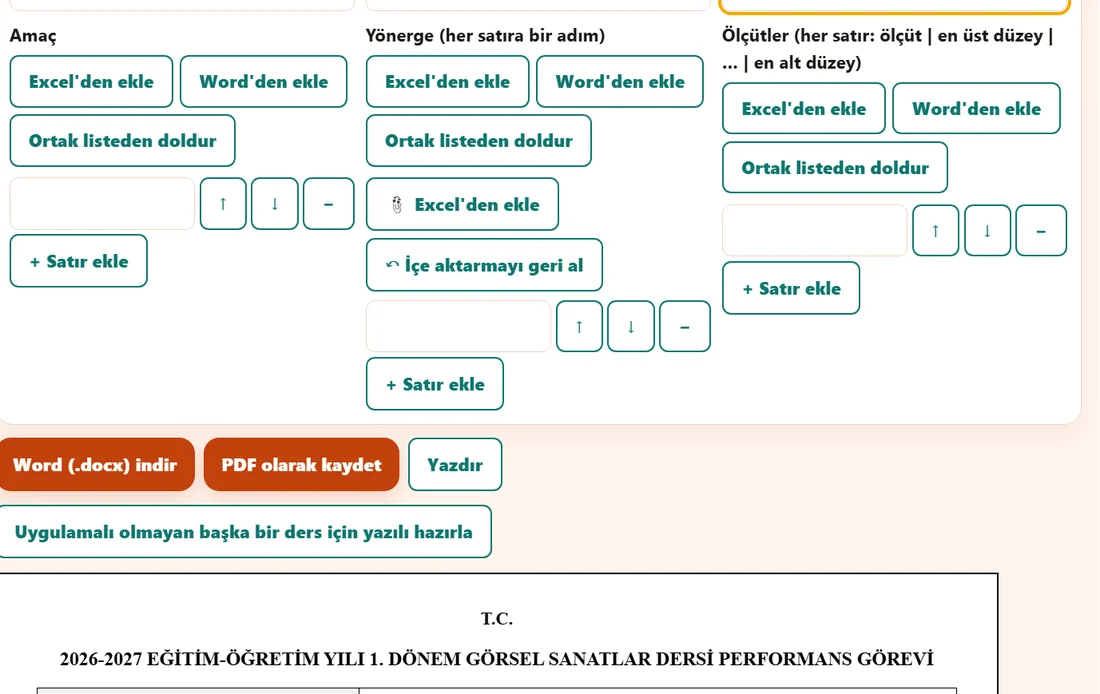 Amaç
Excel'den ekle
Word'den ekle
Ortak listeden doldur
↑
↓
–
+ Satır ekle
Yönerge (her satıra bir adım)
Excel'den ekle
Word'den ekle
Ortak listeden doldur
Excel'den ekle
↶ İçe aktarmayı geri al
↑
↓
–
+ Satır ekle
Ölçütler (her satır: ölçüt | en üst düzey |
... | en alt düzey)
Excel'den ekle
Word'den ekle
Ortak listeden doldur
↑
↓
–
+ Satır ekle
Word (.docx) indir
PDF olarak kaydet
Yazdır
Uygulamalı olmayan başka bir ders için yazılı hazırla
T.C.
2026-2027 EĞİTİM-ÖĞRETİM YILI 1. DÖNEM GÖRSEL SANATLAR DERSİ PERFORMANS GÖREVİ